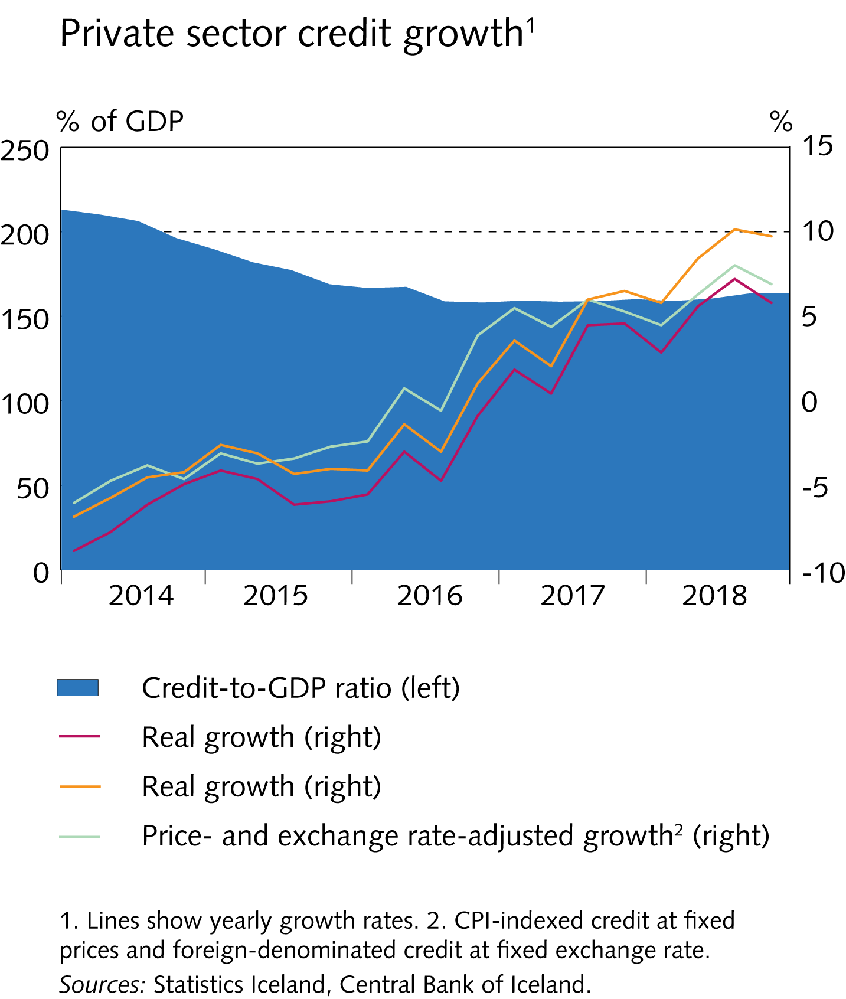 Private sector credit growth¹
% of GDP %
250 15
200 10
150 5
100 0
50 -5
0 -10
2014 2015 2016 2017 2018
Credit-to-GDP ratio (left)
Real growth (right)
Real growth (right)
Price- and exchange rate-adjusted growth² (right)
1. Lines show yearly growth rates. 2. CPI-indexed credit at fixed
prices and foreign-denominated credit at fixed exchange rate.
Sources: Statistics Iceland, Central Bank of Iceland.